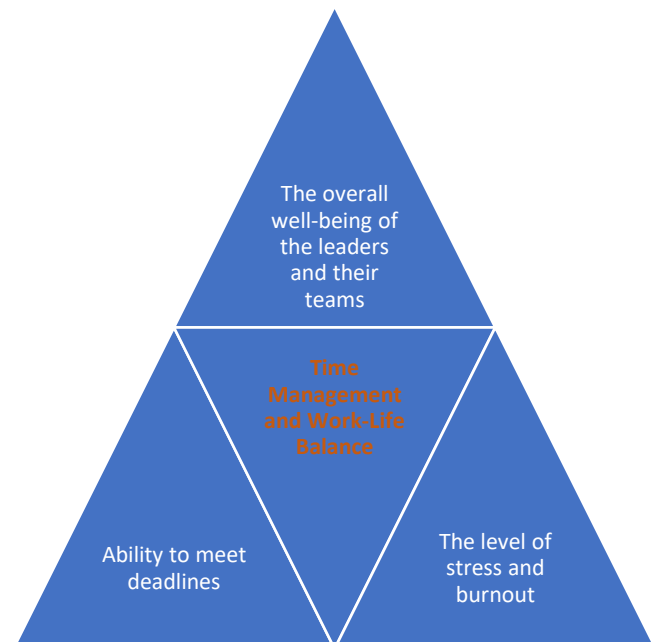 The overall
well-being of
the leaders
and their
teams
Time
Management
and Work-Life
Balance
Ability to meet
deadlines
The level of
stress and
burnout